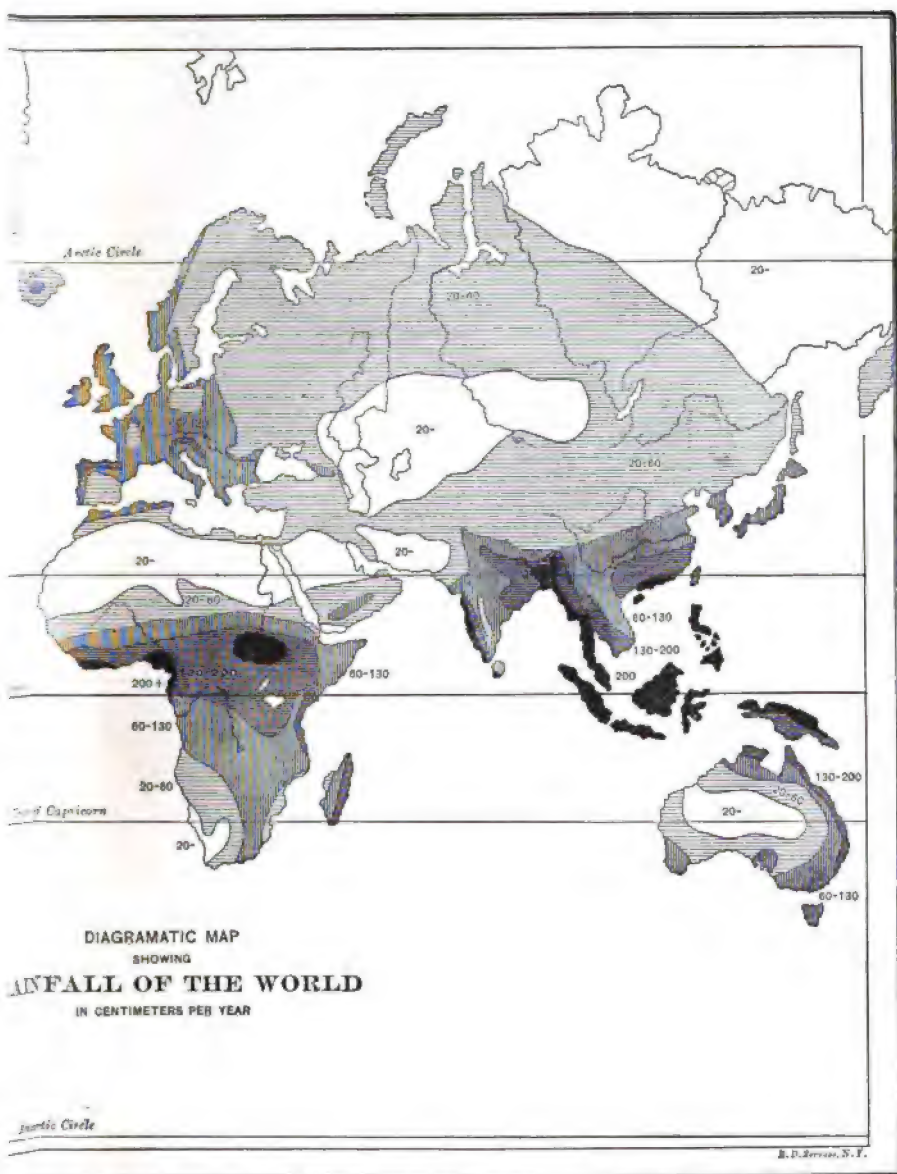 Arctic Circle
20-
20-60
20-
20-60
20-
20-
20-60
60-130
130-200
200
60-130
200+
60-130
130-200
20-60
20-60
20-
Capricorn
20-
60-130
DIAGRAMATIC MAP
SHOWING
FALL OF THE WORLD
IN CENTIMETERS PER YEAR
Circle